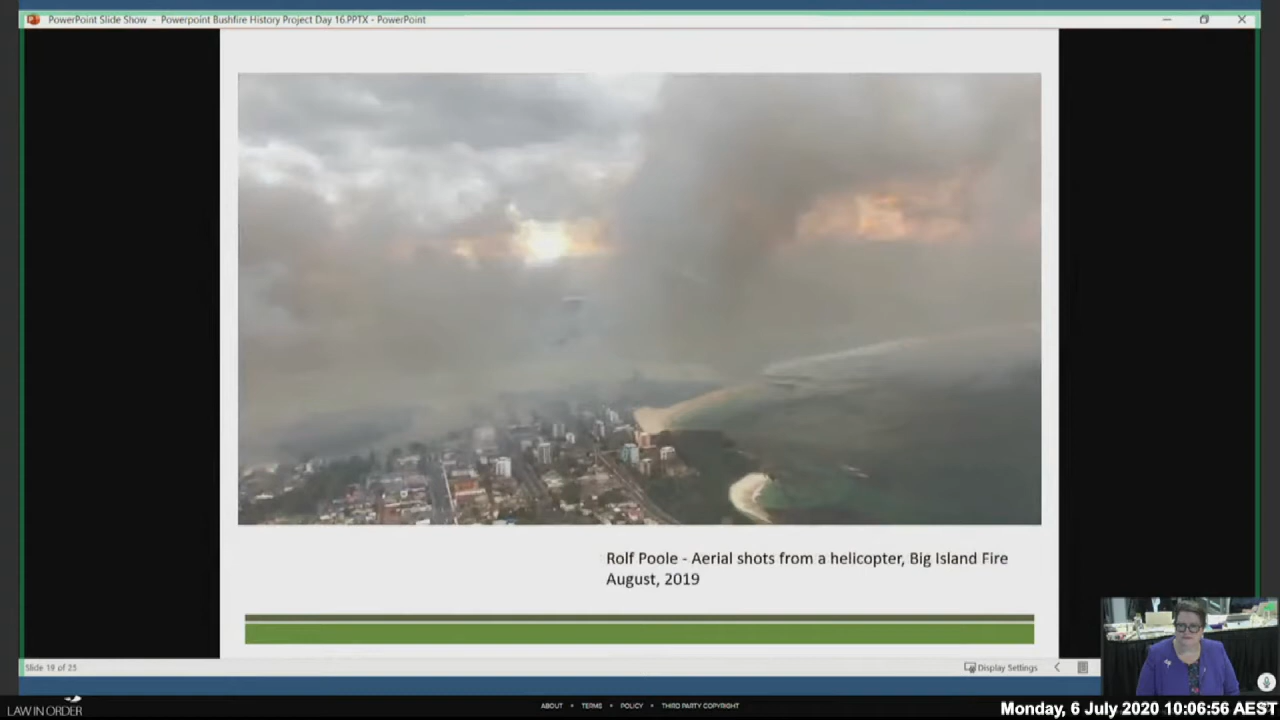 PowerPoint Slide Show - Powerpoint Bushfire History Project Day 16.PPTX - PowerPoint
Rolf Poole - Aerial shots from a helicopter, Big Island Fire
August, 2019
Slide 19 of 25
Display Settings
LAW IN ORDER
ABOUT • TERMS • POLICY • THIRD PARTY COPYRIGHT
Monday, 6 July 2020 10:06:56 AEST